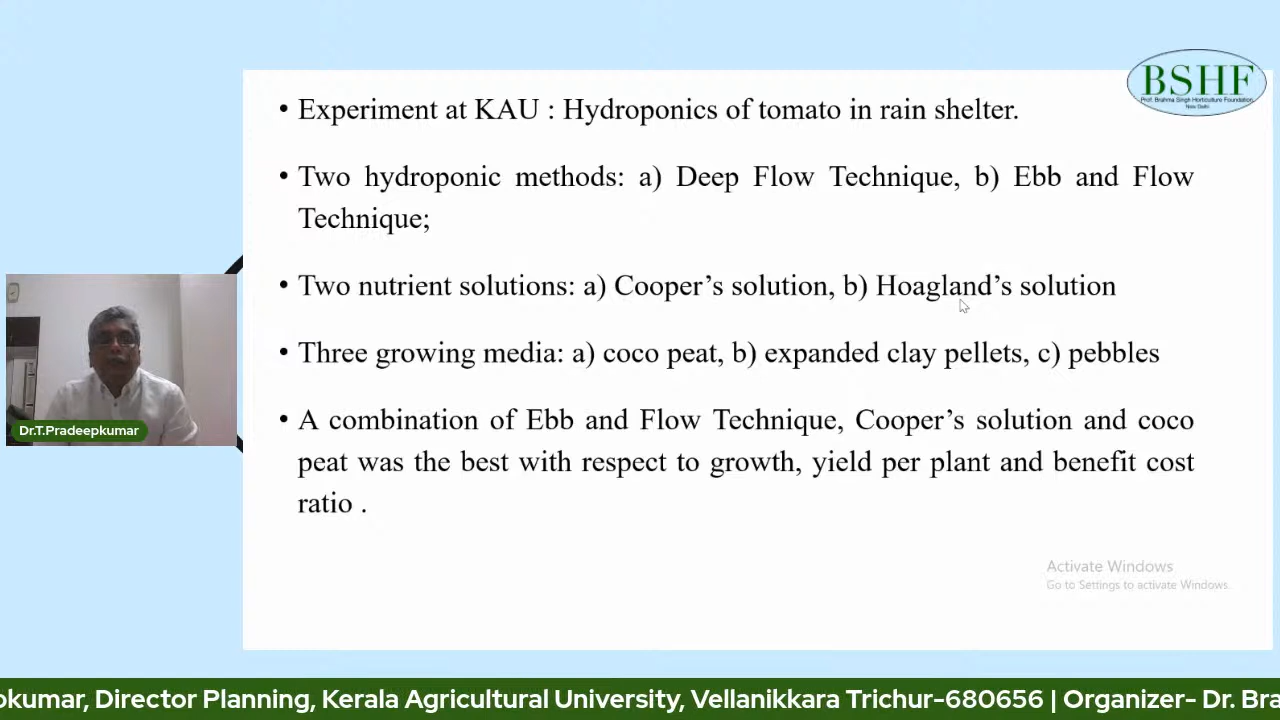 BSHF
Prof. Brahma Singh Horticulture Foundation
New Delhi
• Experiment at KAU : Hydroponics of tomato in rain shelter.
• Two hydroponic methods: a) Deep Flow Technique, b) Ebb and Flow
Technique;
• Two nutrient solutions: a) Cooper’s solution, b) Hoagland’s solution
• Three growing media: a) coco peat, b) expanded clay pellets, c) pebbles
• A combination of Ebb and Flow Technique, Cooper’s solution and coco
peat was the best with respect to growth, yield per plant and benefit cost
ratio .
Dr.T.Pradeepkumar
Activate Windows
Go to Settings to activate Windows.
okumar, Director Planning, Kerala Agricultural University, Vellanikkara Trichur-680656 | Organizer- Dr. Bra